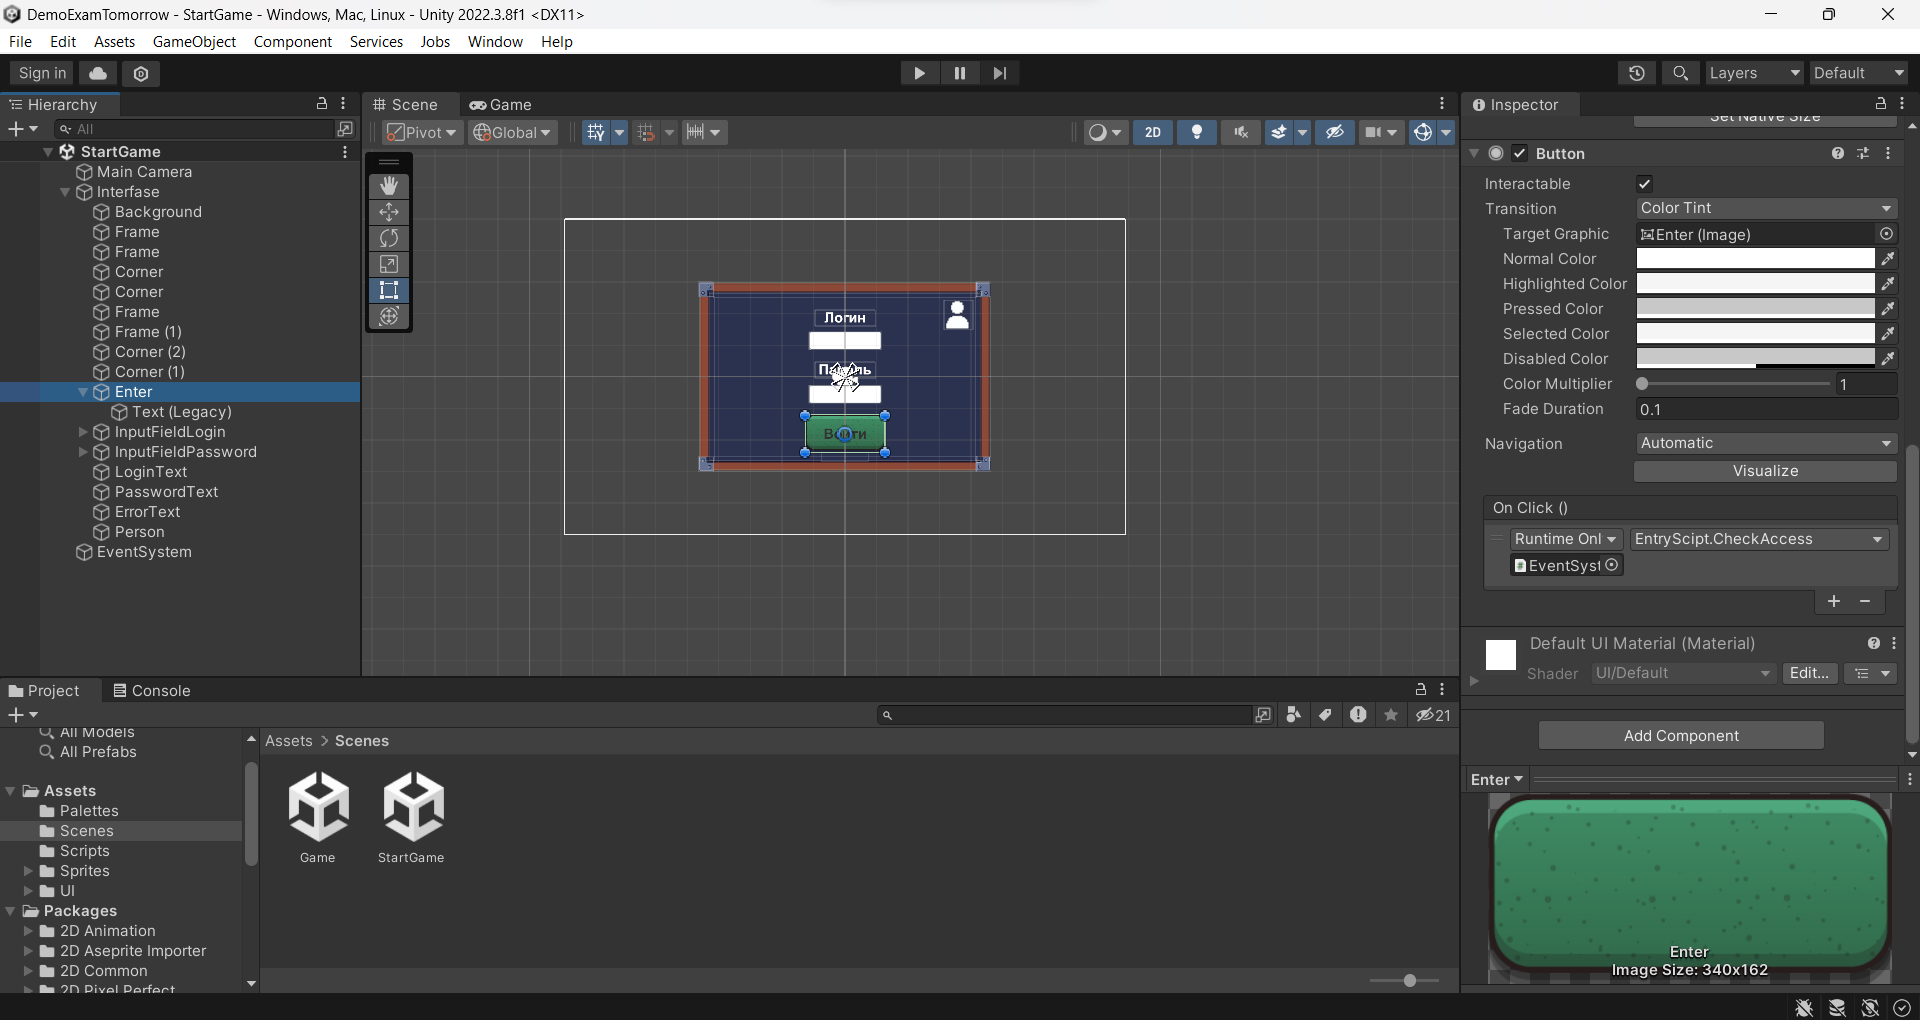 DemoExamTomorrow - StartGame - Windows, Mac, Linux - Unity 2022.3.8f1 <DX11>
File Edit Assets GameObject Component Services Jobs Window Help
Sign in
Layers
Default
Hierarchy
All
StartGame
Main Camera
Interfase
Background
Frame
Frame
Corner
Corner
Frame
Frame (1)
Corner (2)
Corner (1)
Enter
Text (Legacy)
InputFieldLogin
InputFieldPassword
LoginText
PasswordText
ErrorText
Person
EventSystem
Scene
Game
Pivot
Global
2D
Логин
Inspector
Set Native Size
Button
Interactable
Transition Color Tint
Target Graphic Enter (Image)
Normal Color
Highlighted Color
Pressed Color
Selected Color
Disabled Color
Color Multiplier 1
Fade Duration 0.1
Navigation Automatic
Visualize
On Click ()
Runtime Onl EntryScipt.CheckAccess
EventSyst
+ −
Default UI Material (Material)
Shader UI/Default Edit...
Add Component
Enter
Enter
Image Size: 340x162
Project
Console
21
All Models
All Prefabs
Assets
Palettes
Scenes
Scripts
Sprites
UI
Packages
2D Animation
2D Aseprite Importer
2D Common
2D Pixel Perfect
Assets > Scenes
Game
StartGame